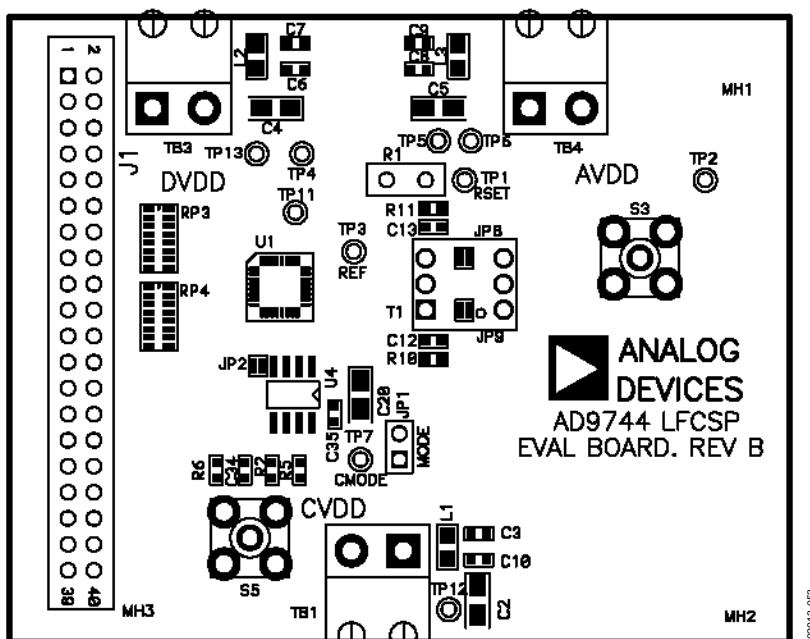 1
2
J1
39
40
L2
C7
C6
C4
TB3
TP13
TP4
DVDD
TP11
RP3
RP4
U1
TP3
REF
C9
C8
L3
C5
TP5
TP6
R1
TP1
RSET
R11
C13
JP8
T1
JP9
C12
R10
TB4
AVDD
MH1
TP2
S3
ANALOG
DEVICES
AD9744 LFCSP
EVAL BOARD. REV B
JP2
U4
C20
C35
JP1
MODE
TP7
CMODE
R6
C34
R2
R5
CVDD
S5
MH3
TB1
L1
C3
C10
TP12
C2
MH2